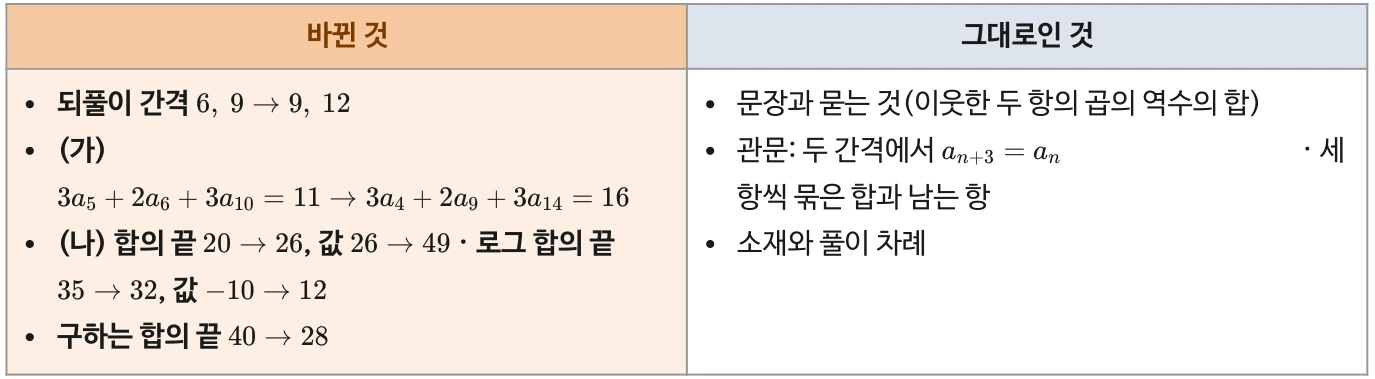 바뀐 것
• 되풀이 간격 6, 9 → 9, 12
• (가)
3a₅ + 2a₆ + 3a₁₀ = 11 → 3a₄ + 2a₉ + 3a₁₄ = 16
• (나) 합의 끝 20 → 26, 값 26 → 49 · 로그 합의 끝
35 → 32, 값 −10 → 12
• 구하는 합의 끝 40 → 28
그대로인 것
• 문장과 묻는 것(이웃한 두 항의 곱의 역수의 합)
• 관문: 두 간격에서 aₙ₊₃ = aₙ · 세
항씩 묶은 합과 남는 항
• 소재와 풀이 차례